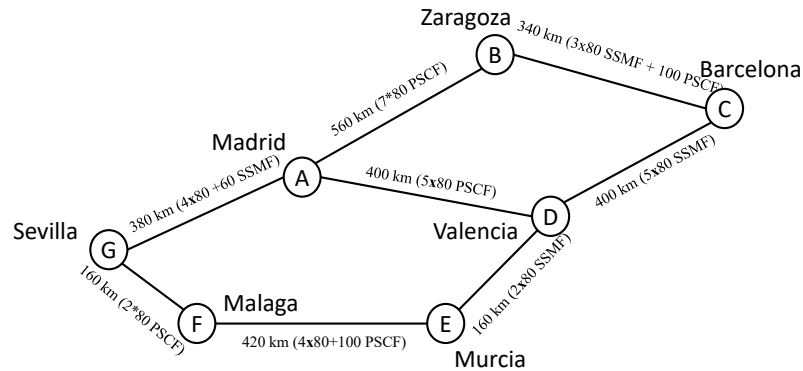 Zaragoza
340 km (3x80 SSMF + 100 PSCF)
B
Barcelona
C
560 km (7*80 PSCF)
Madrid
A
400 km (5x80 PSCF)
400 km (5x80 SSMF)
380 km (4x80 +60 SSMF)
D
Valencia
Sevilla
G
160 km (2x80 SSMF)
160 km (2*80 PSCF)
Malaga
F
E
420 km (4x80+100 PSCF)
Murcia